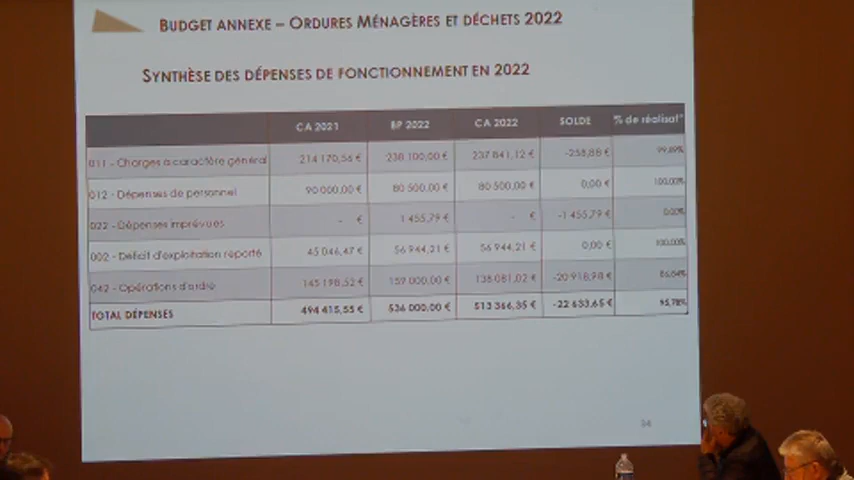 BUDGET ANNEXE – ORDURES MÉNAGÈRES ET DÉCHETS 2022
SYNTHÈSE DES DÉPENSES DE FONCTIONNEMENT EN 2022
CA 2021 BP 2022 CA 2022 SOLDE % de réalisat°
011 - Charges à caractère général 214 170,56 € 238 100,00 € 237 841,12 € -258,88 € 99,89%
012 - Dépenses de personnel 90 000,00 € 80 500,00 € 80 500,00 € 0,00 € 100,00%
022 - Dépenses imprévues - € 1 455,79 € - € -1 455,79 € 0,00%
002 - Déficit d'exploitation reporté 45 046,47 € 56 944,21 € 56 944,21 € 0,00 € 100,00%
042 - Opérations d'ordre 145 198,52 € 159 000,00 € 138 081,02 € -20 918,98 € 86,84%
TOTAL DÉPENSES 494 415,55 € 536 000,00 € 513 366,35 € -22 633,65 € 95,78%